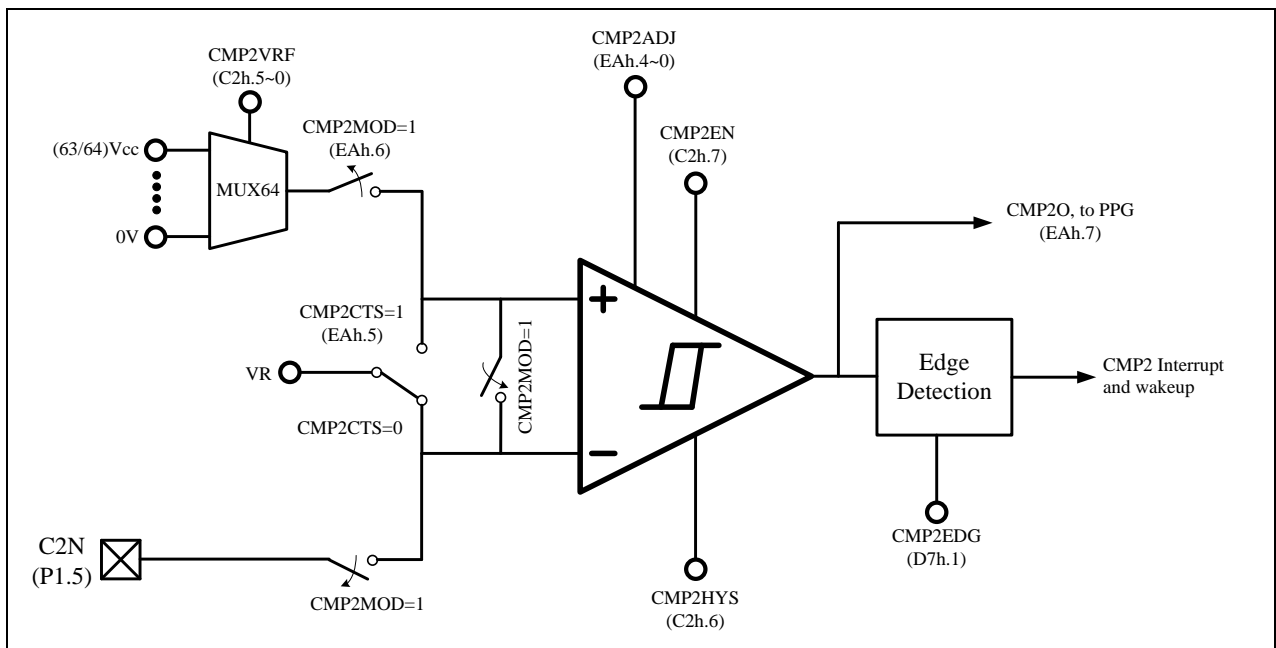 CMP2VRF
(C2h.5~0)
(63/64)Vcc
0V
MUX64
CMP2MOD=1
(EAh.6)
CMP2ADJ
(EAh.4~0)
CMP2EN
(C2h.7)
CMP2O, to PPG
(EAh.7)
CMP2CTS=1
(EAh.5)
VR
CMP2CTS=0
CMP2MOD=1
+
−
Edge
Detection
CMP2 Interrupt
and wakeup
CMP2EDG
(D7h.1)
C2N
(P1.5)
CMP2MOD=1
CMP2HYS
(C2h.6)